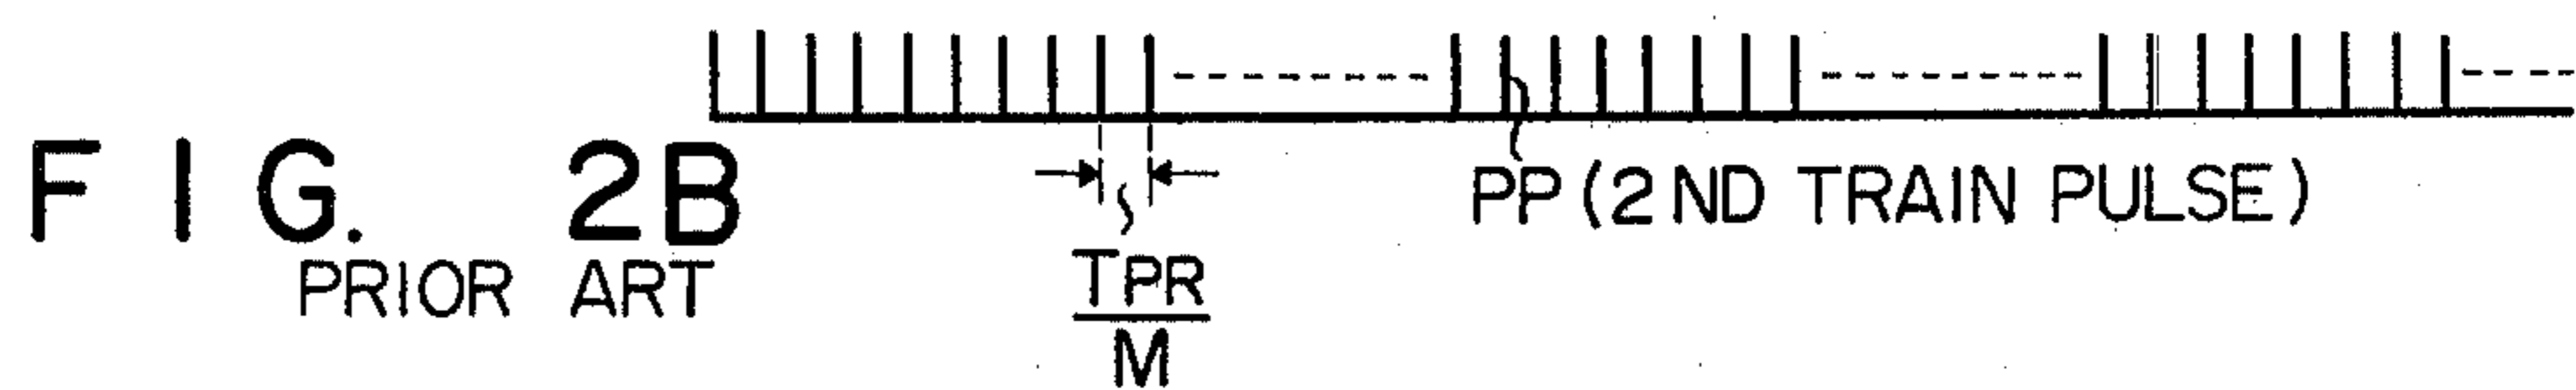 FIG. 2B
PRIOR ART
TPR
M
PP (2ND TRAIN PULSE)